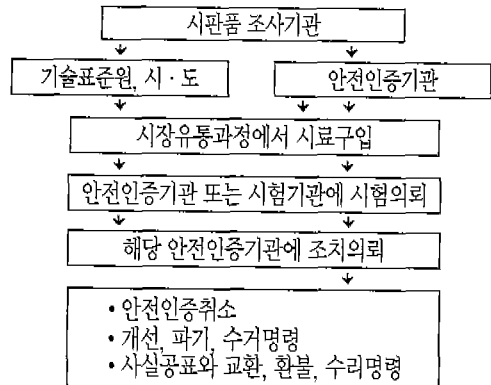 시판품 조사기관
기술표준원, 시 · 도
안전인증기관
시장유통과정에서 시료구입
안전인증기관 또는 시험기관에 시험의뢰
해당 안전인증기관에 조치의뢰
• 안전인증취소
• 개선, 파기, 수거명령
• 사실공표와 교환, 환불, 수리명령